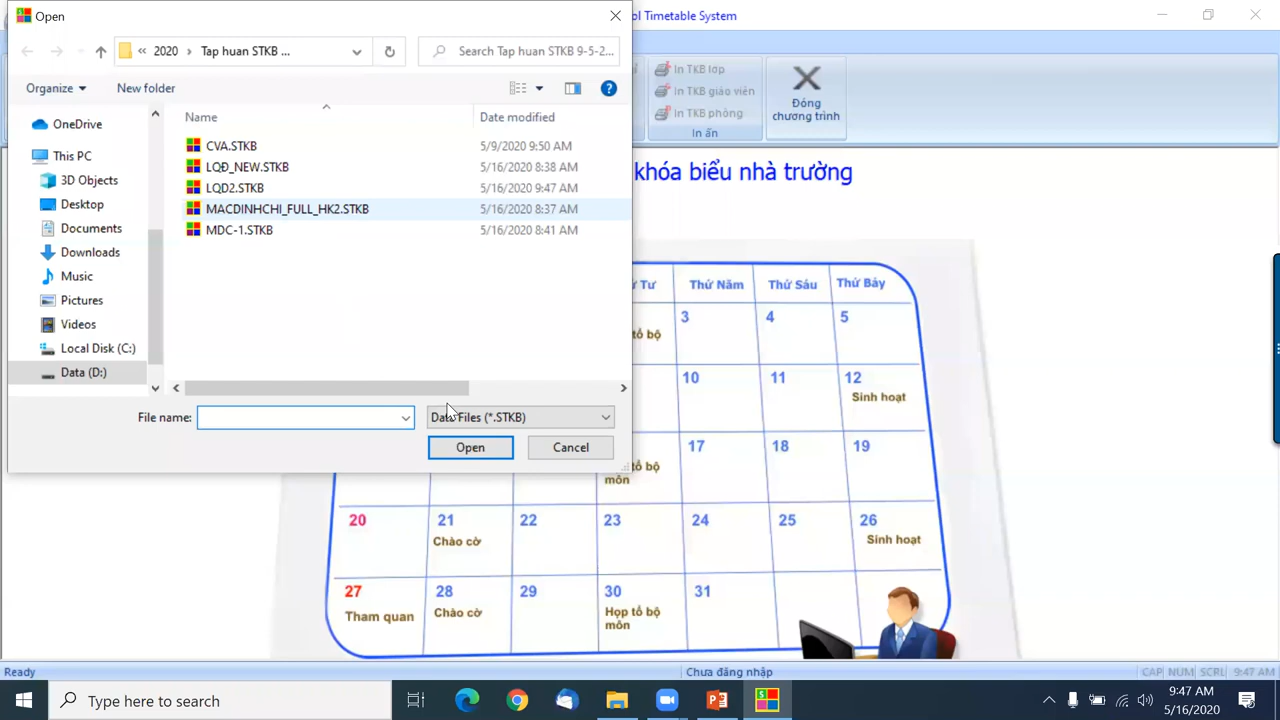 Open
ol Timetable System
« 2020 › Tap huan STKB ...
Search Tap huan STKB 9-5-2...
Organize
New folder
In TKB lớp
In TKB giáo viên
In TKB phòng
In ấn
Đóng
chương trình
Name
Date modified
OneDrive
This PC
3D Objects
Desktop
Documents
Downloads
Music
Pictures
Videos
Local Disk (C:)
Data (D:)
CVA.STKB 5/9/2020 9:50 AM
LQĐ_NEW.STKB 5/16/2020 8:38 AM
LQD2.STKB 5/16/2020 9:47 AM
MACDINHCHI_FULL_HK2.STKB 5/16/2020 8:37 AM
MDC-1.STKB 5/16/2020 8:41 AM
File name:
Data Files (*.STKB)
Open
Cancel
khóa biểu nhà trường
Tư Thứ Năm Thứ Sáu Thứ Bảy
3 4 5
tổ bộ
10 11 12
Sinh hoạt
17 18 19
tổ bộ
môn
20 21 22 23 24 25 26
Chào cờ
Sinh hoạt
27 28 29 30 31
Tham quan
Chào cờ
Họp tổ bộ
môn
Ready
Chưa đăng nhập
CAP NUM SCRL 9:47 AM
Type here to search
9:47 AM
5/16/2020